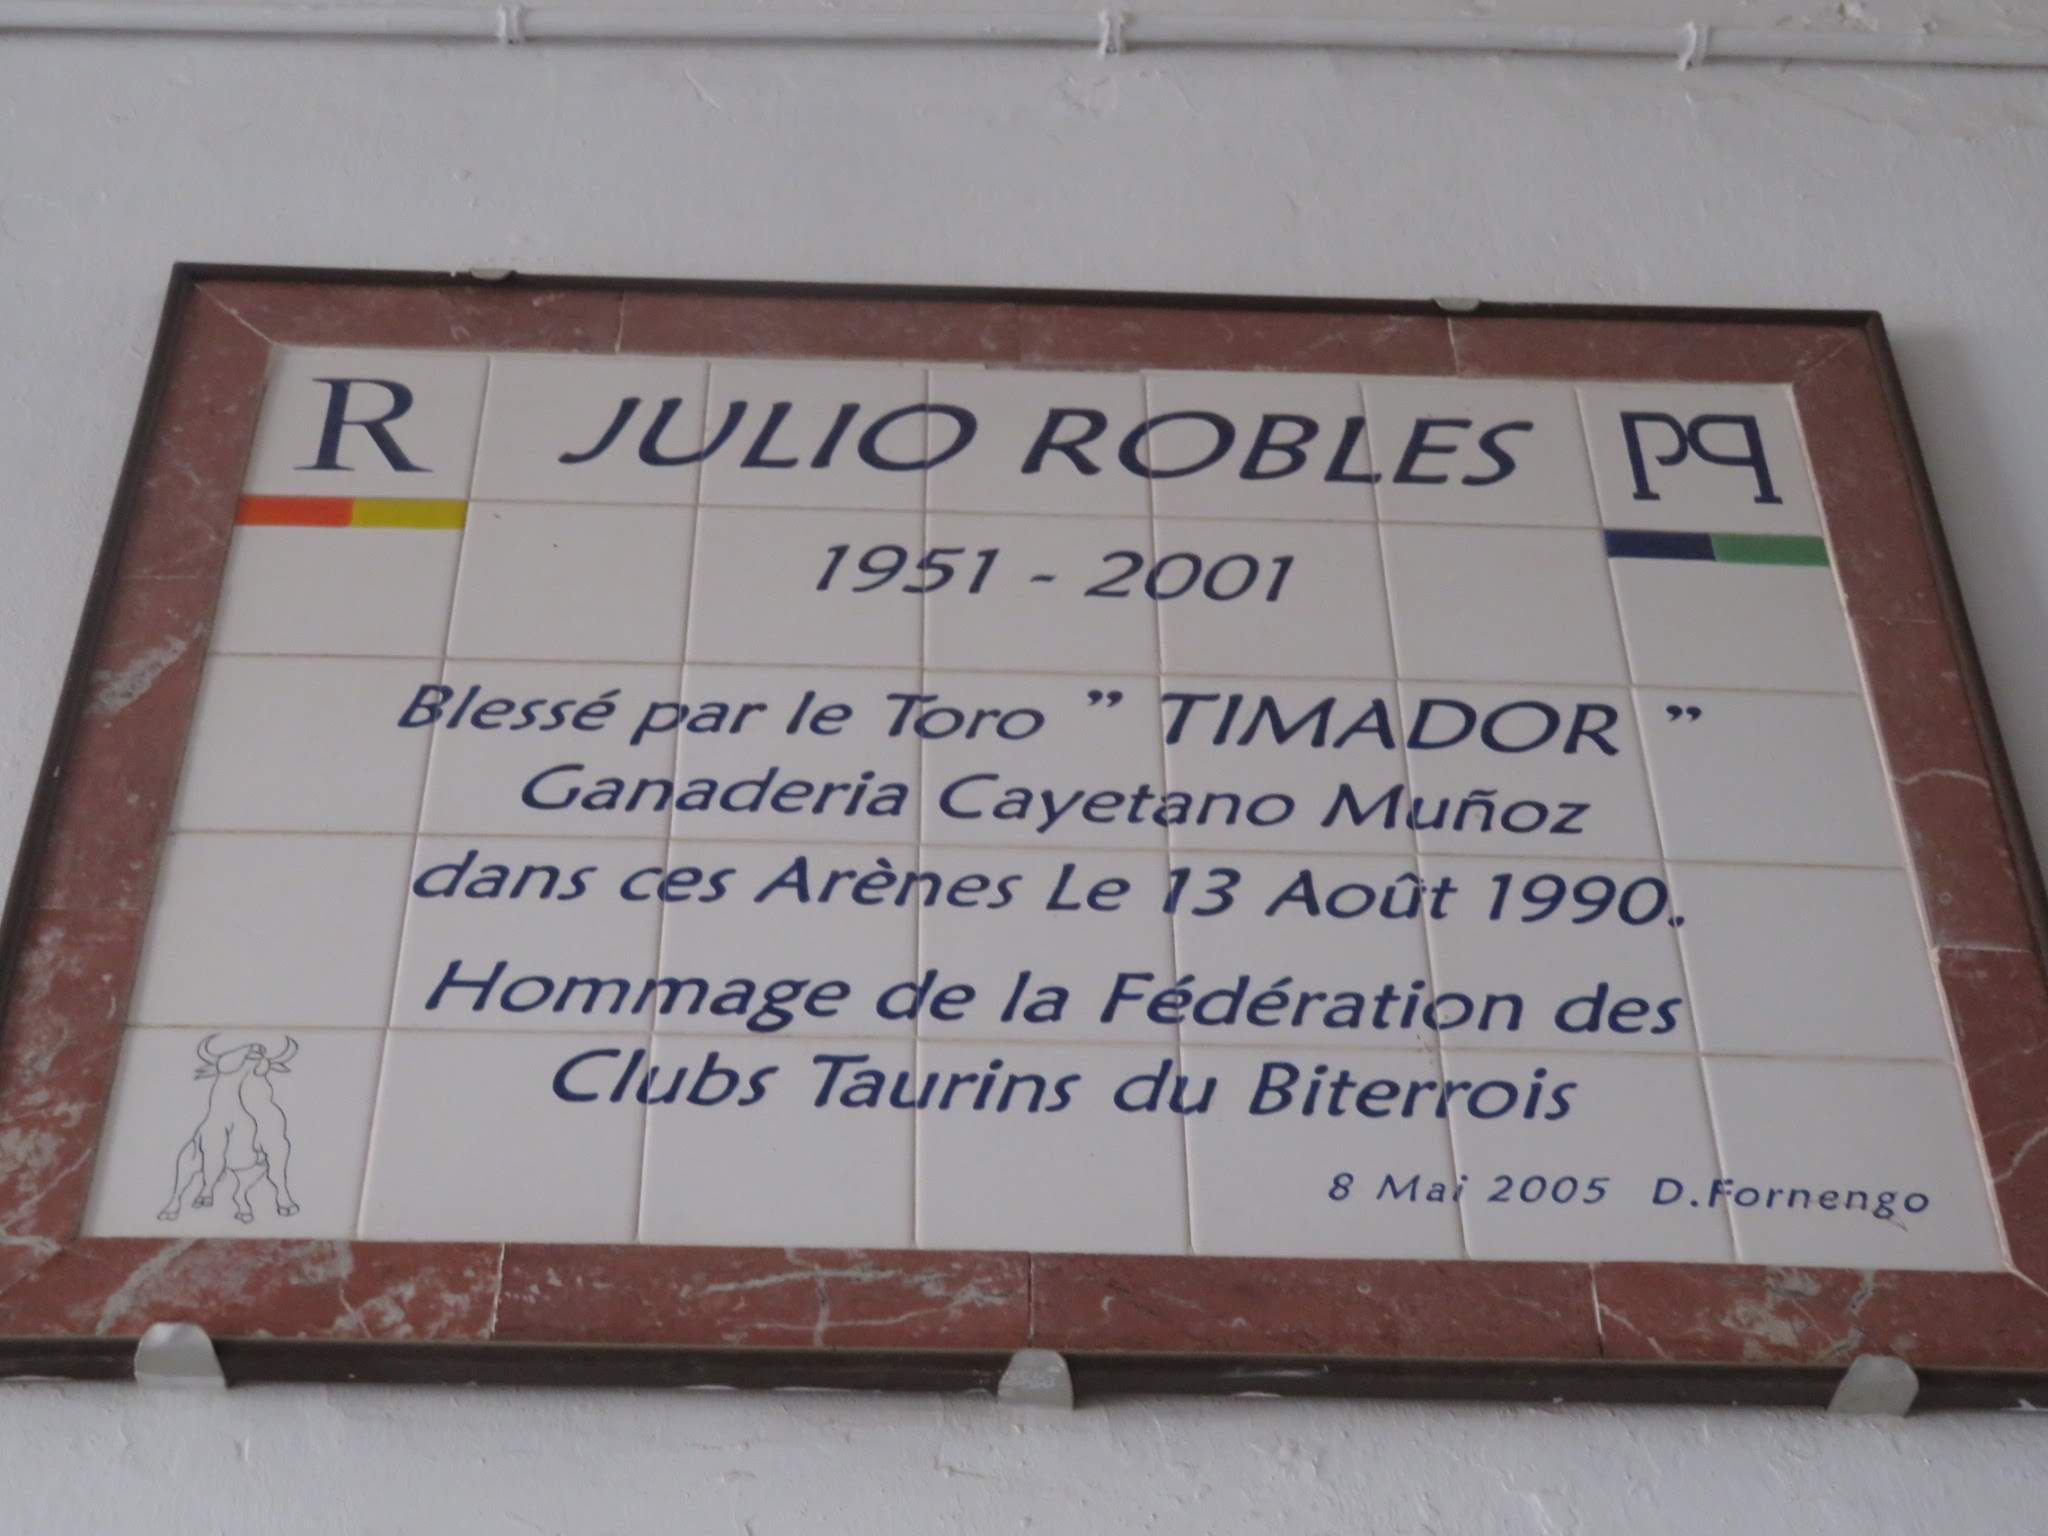 R JULIO ROBLES
1951 - 2001
Blessé par le Toro ” TIMADOR ”
Ganaderia Cayetano Muñoz
dans ces Arènes Le 13 Août 1990.
Hommage de la Fédération des
Clubs Taurins du Biterrois
8 Mai 2005 D.Fornengo